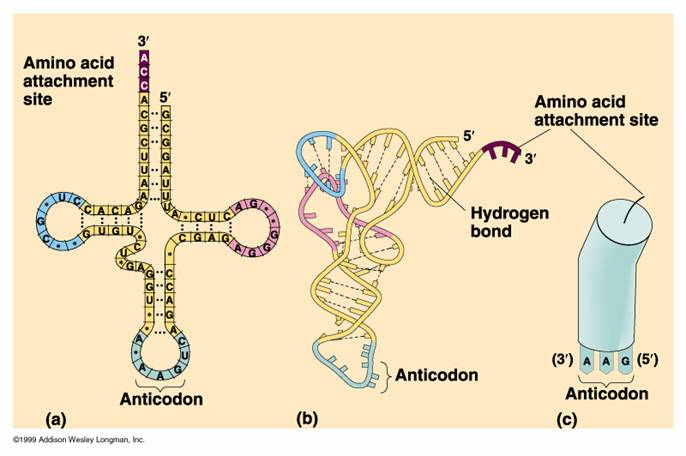 Amino acid
attachment
site
3′
A
C
C
5′
A
C
G
C
U
U
A
A
G
C
G
G
A
U
U
U
C
C
A
C
A
G
G
U
G
U
C
A
C
U
C
A
G
C
G
A
G
A
G
G
C
U
G
A
G
G
U
G
C
C
A
G
A
C
U
G
A
A
Anticodon
(a)
5′
3′
Hydrogen
bond
Anticodon
(b)
Amino acid
attachment site
(3′) A A G (5′)
Anticodon
(c)
©1999 Addison Wesley Longman, Inc.